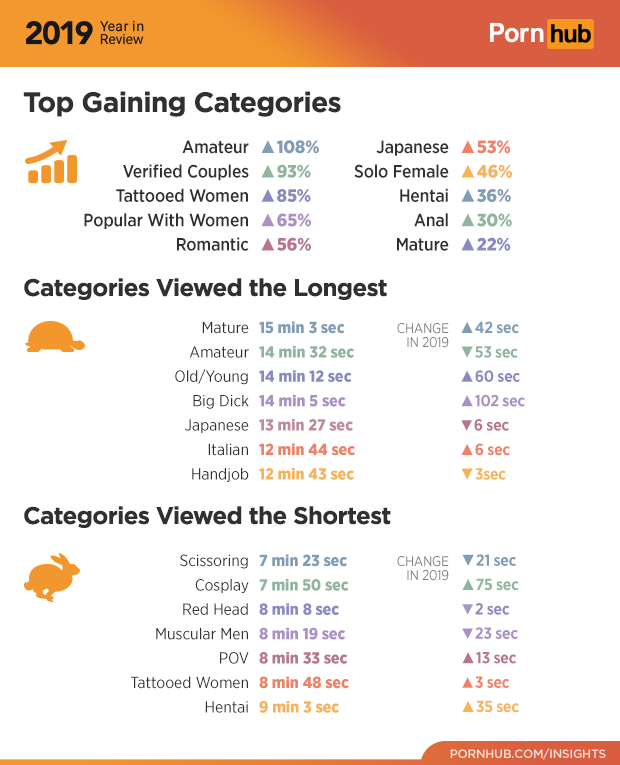 2019 Year in Review
Pornhub
Top Gaining Categories
Amateur ▲108%
Verified Couples ▲93%
Tattooed Women ▲85%
Popular With Women ▲65%
Romantic ▲56%
Japanese ▲53%
Solo Female ▲46%
Hentai ▲36%
Anal ▲30%
Mature ▲22%
Categories Viewed the Longest
CHANGE IN 2019
Mature 15 min 3 sec ▲42 sec
Amateur 14 min 32 sec ▼53 sec
Old/Young 14 min 12 sec ▲60 sec
Big Dick 14 min 5 sec ▲102 sec
Japanese 13 min 27 sec ▼6 sec
Italian 12 min 44 sec ▲6 sec
Handjob 12 min 43 sec ▼3sec
Categories Viewed the Shortest
CHANGE IN 2019
Scissoring 7 min 23 sec ▼21 sec
Cosplay 7 min 50 sec ▲75 sec
Red Head 8 min 8 sec ▼2 sec
Muscular Men 8 min 19 sec ▼23 sec
POV 8 min 33 sec ▲13 sec
Tattooed Women 8 min 48 sec ▲3 sec
Hentai 9 min 3 sec ▲35 sec
PORNHUB.COM/INSIGHTS